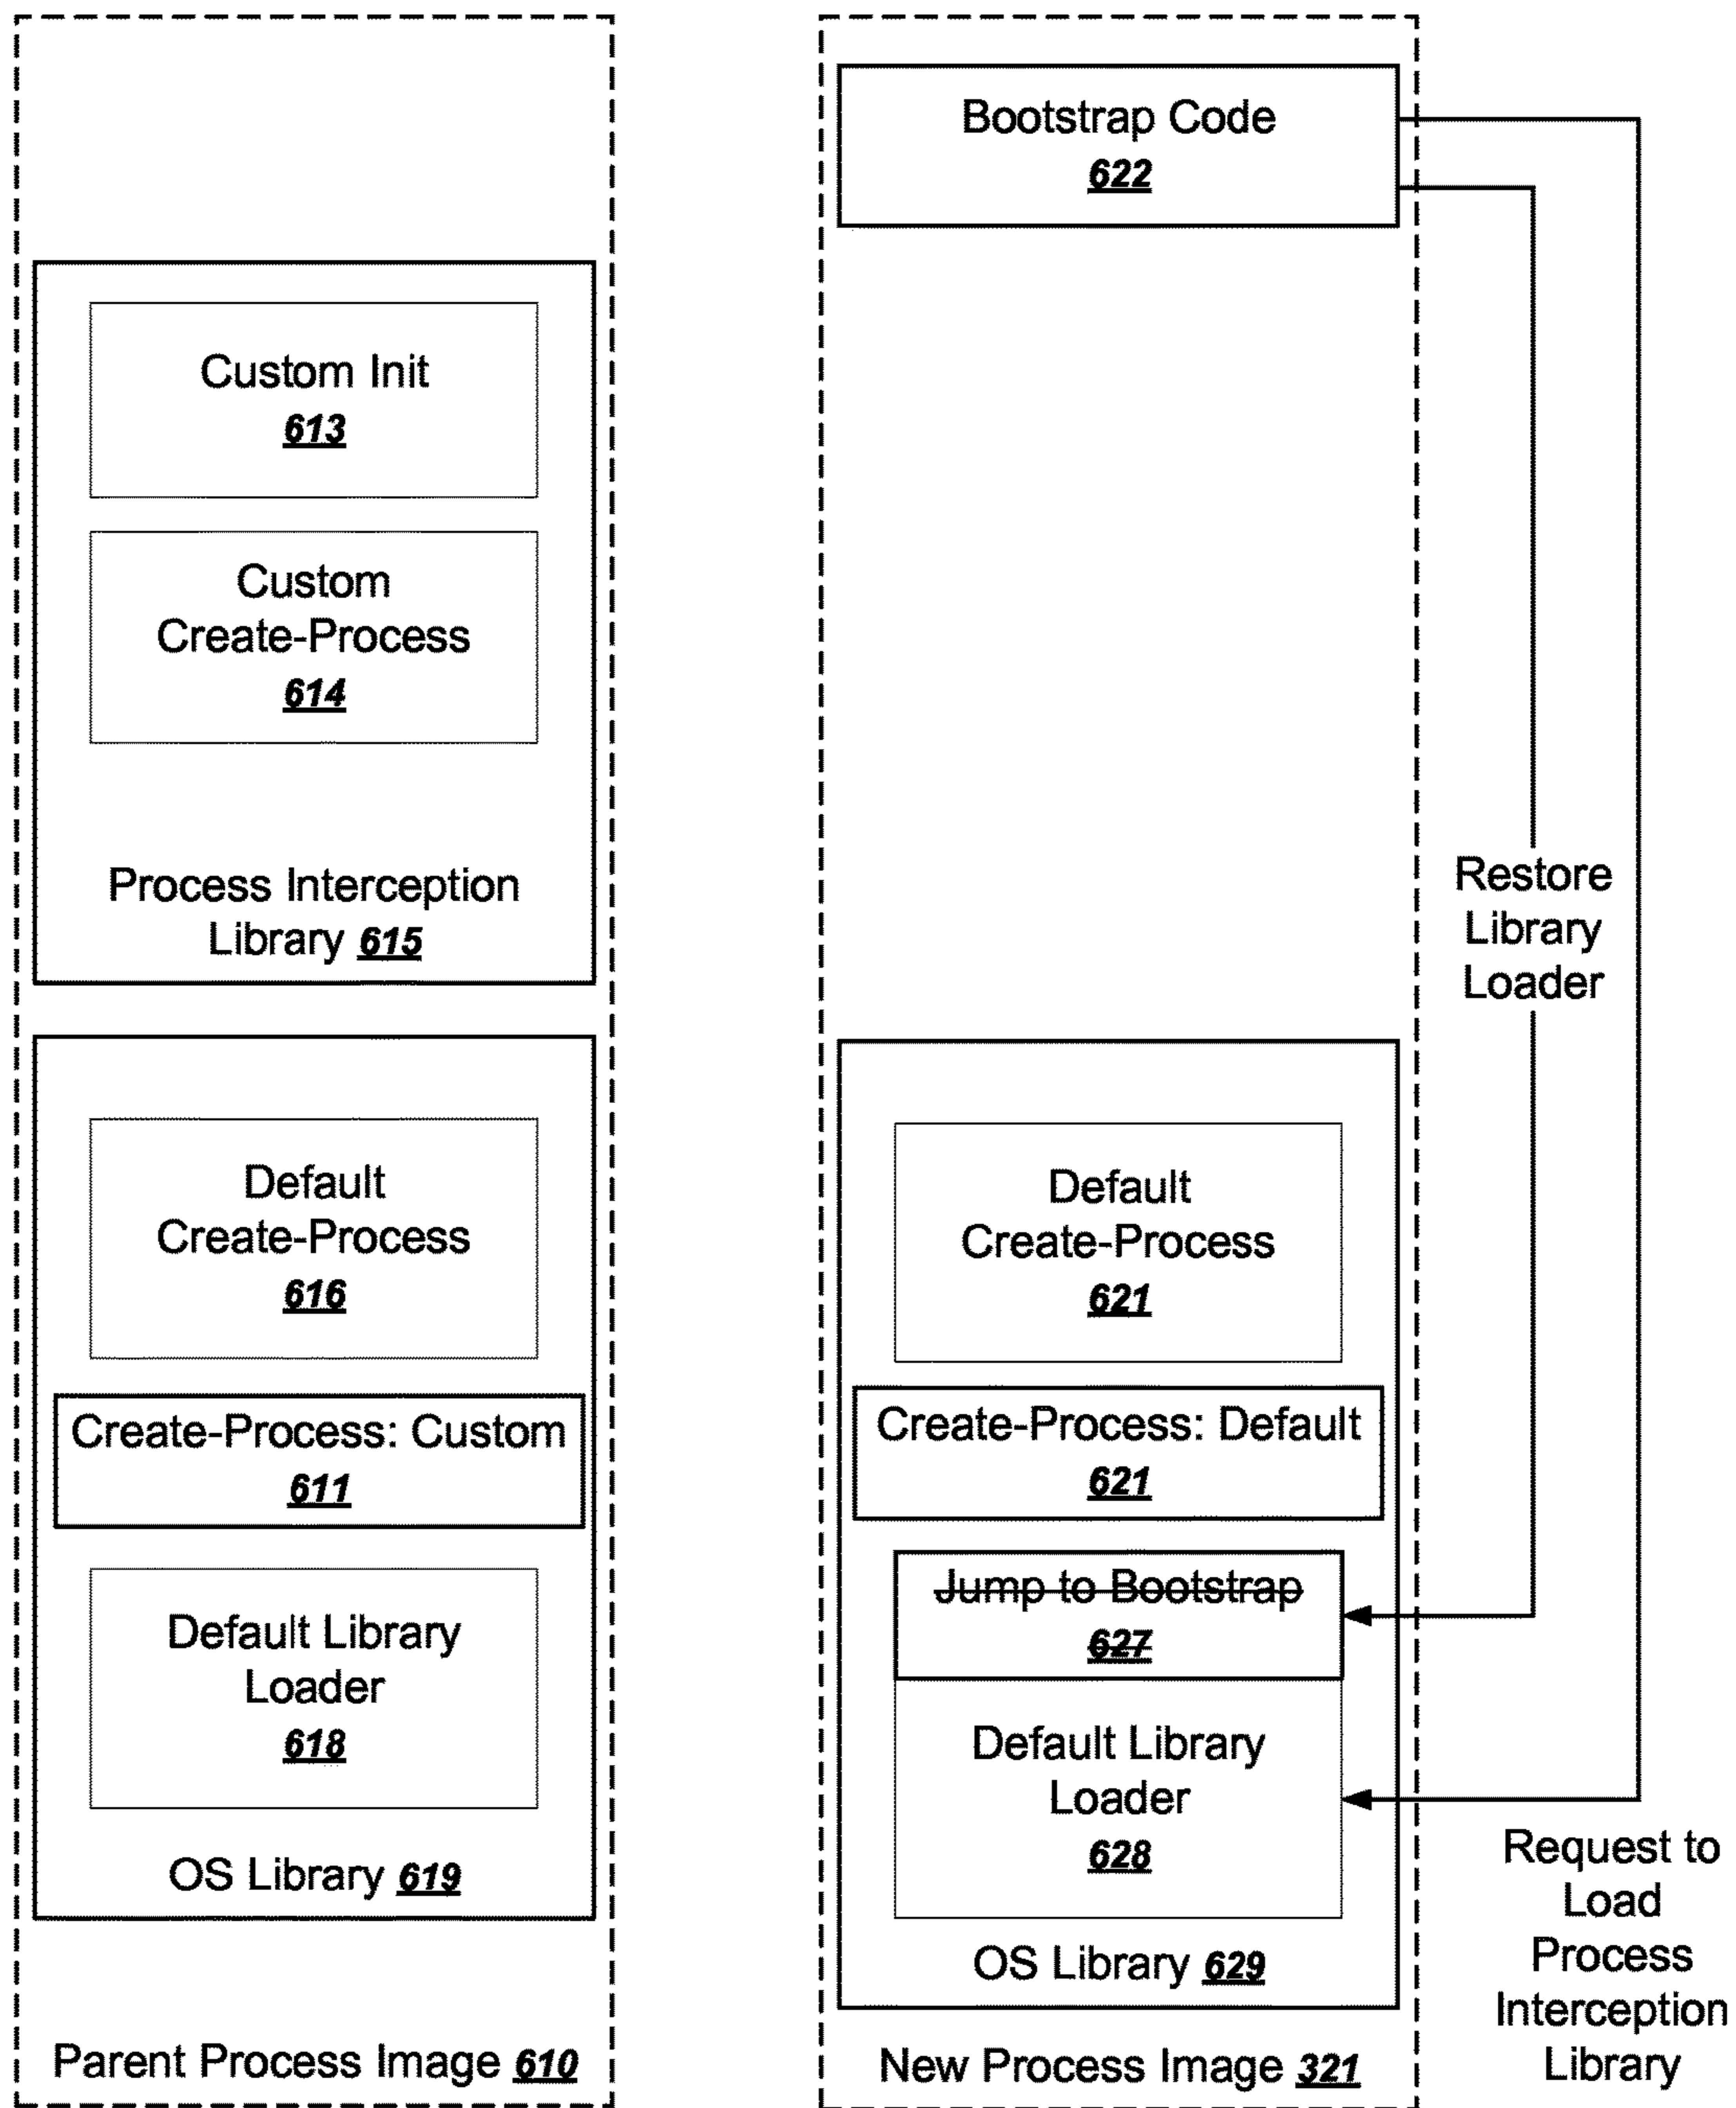 Custom Init
613
Custom
Create-Process
614
Process Interception
Library 615
Default
Create-Process
616
Create-Process: Custom
611
Default Library
Loader
618
OS Library 619
Parent Process Image 610
Bootstrap Code
622
Default
Create-Process
621
Create-Process: Default
621
Jump to Bootstrap
627
Default Library
Loader
628
OS Library 629
New Process Image 321
Restore
Library
Loader
Request to
Load
Process
Interception
Library